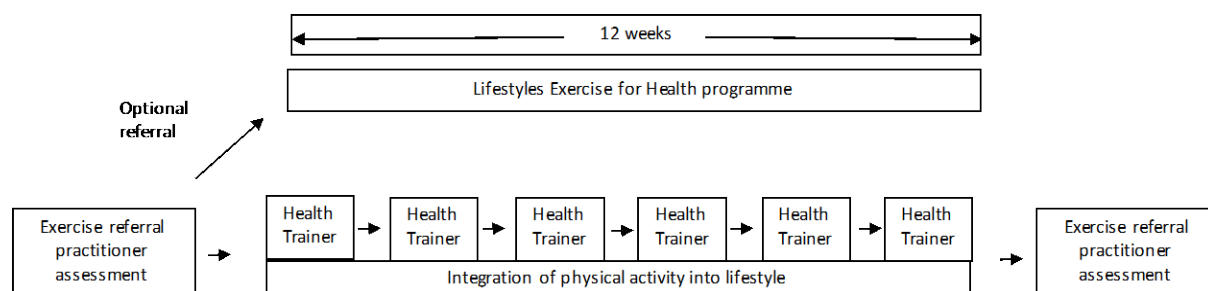 12 weeks
Lifestyles Exercise for Health programme
Optional
referral
Exercise referral
practitioner
assessment
Health
Trainer
Health
Trainer
Health
Trainer
Health
Trainer
Health
Trainer
Health
Trainer
Integration of physical activity into lifestyle
Exercise referral
practitioner
assessment